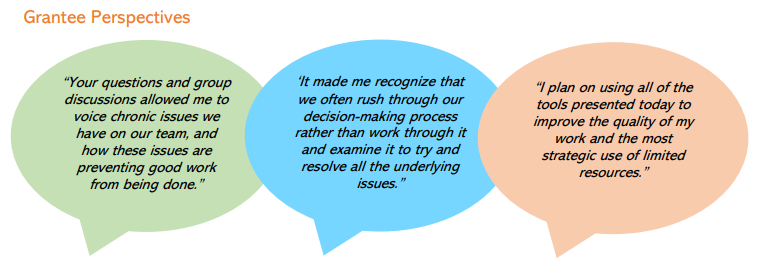 Grantee Perspectives
“Your questions and group
discussions allowed me to
voice chronic issues we
have on our team, and
how these issues are
preventing good work
from being done.”
‘It made me recognize that
we often rush through our
decision-making process
rather than work through it
and examine it to try and
resolve all the underlying
issues.”
“I plan on using all of the
tools presented today to
improve the quality of my
work and the most
strategic use of limited
resources.”